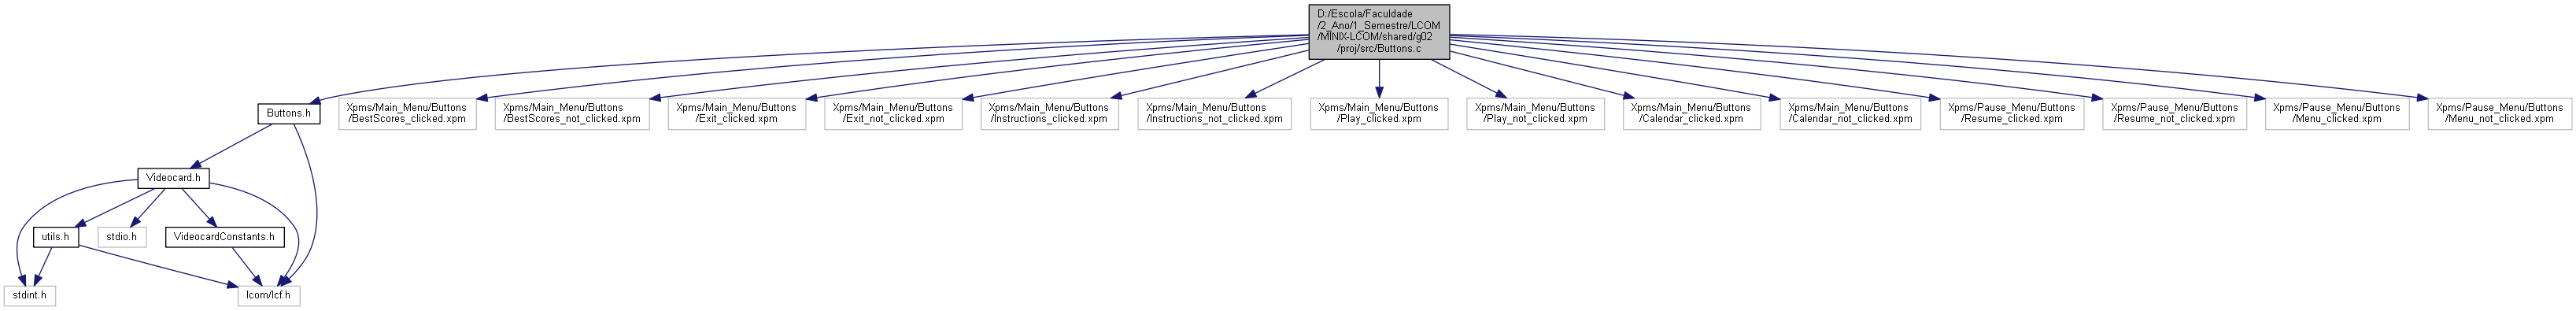 D:/Escola/Faculdade
/2_Ano/1_Semestre/LCOM
/MINIX-LCOM/shared/g02
/proj/src/Buttons.c
Buttons.h
Xpms/Main_Menu/Buttons
/BestScores_clicked.xpm
Xpms/Main_Menu/Buttons
/BestScores_not_clicked.xpm
Xpms/Main_Menu/Buttons
/Exit_clicked.xpm
Xpms/Main_Menu/Buttons
/Exit_not_clicked.xpm
Xpms/Main_Menu/Buttons
/Instructions_clicked.xpm
Xpms/Main_Menu/Buttons
/Instructions_not_clicked.xpm
Xpms/Main_Menu/Buttons
/Play_clicked.xpm
Xpms/Main_Menu/Buttons
/Play_not_clicked.xpm
Xpms/Main_Menu/Buttons
/Calendar_clicked.xpm
Xpms/Main_Menu/Buttons
/Calendar_not_clicked.xpm
Xpms/Pause_Menu/Buttons
/Resume_clicked.xpm
Xpms/Pause_Menu/Buttons
/Resume_not_clicked.xpm
Xpms/Pause_Menu/Buttons
/Menu_clicked.xpm
Xpms/Pause_Menu/Buttons
/Menu_not_clicked.xpm
Videocard.h
utils.h
stdio.h
VideocardConstants.h
stdint.h
lcom/lcf.h